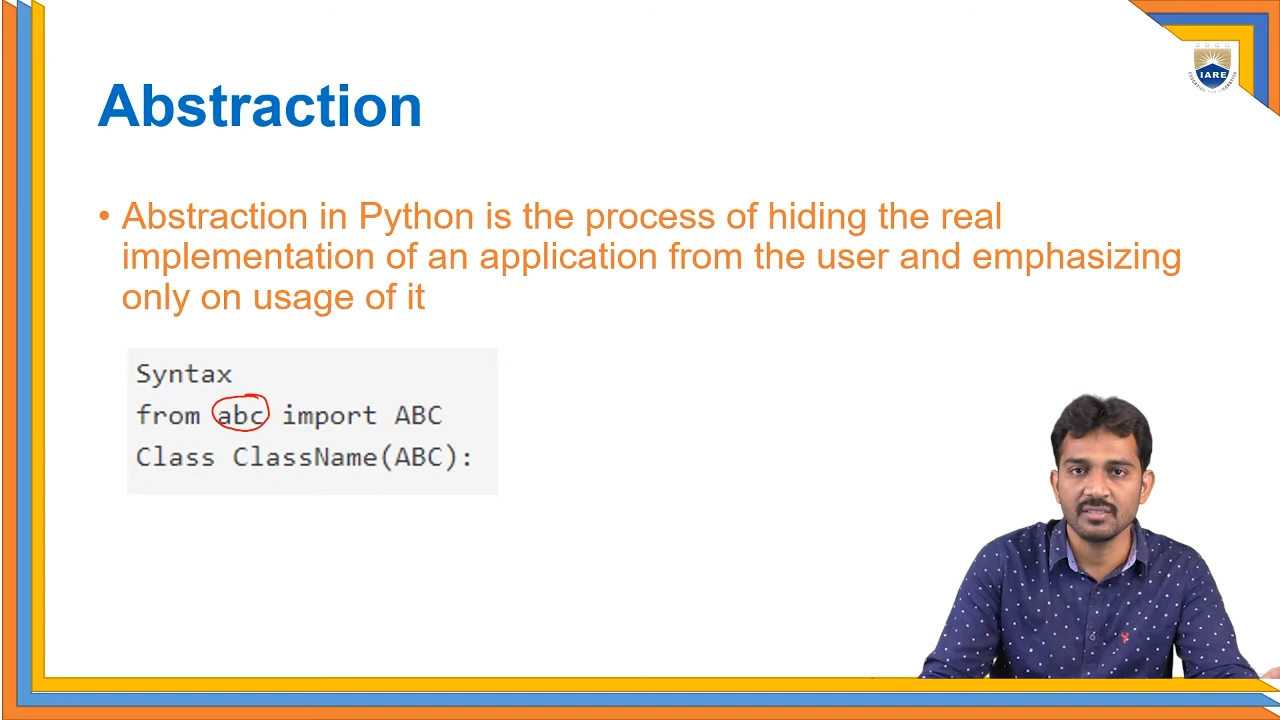 IARE
Abstraction
• Abstraction in Python is the process of hiding the real
implementation of an application from the user and emphasizing
only on usage of it
Syntax
from abc import ABC
Class ClassName(ABC):